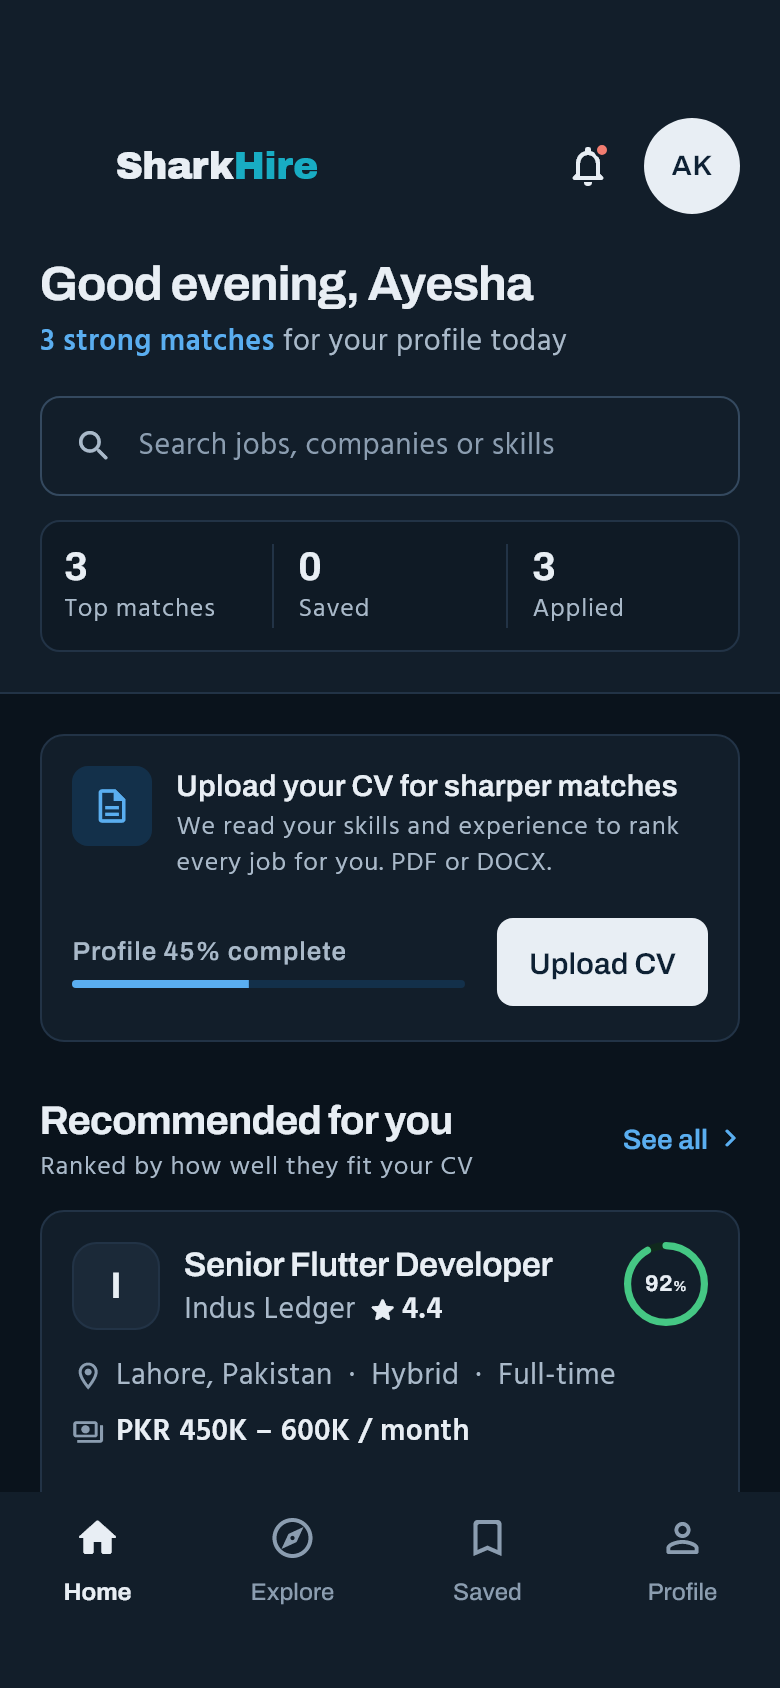 SharkHire
AK
Good evening, Ayesha
3 strong matches for your profile today
Search jobs, companies or skills
3
Top matches
0
Saved
3
Applied
Upload your CV for sharper matches
We read your skills and experience to rank
every job for you. PDF or DOCX.
Profile 45% complete
Upload CV
Recommended for you
See all
Ranked by how well they fit your CV
I
Senior Flutter Developer
Indus Ledger ★ 4.4
92%
Lahore, Pakistan · Hybrid · Full-time
PKR 450K – 600K / month
Home
Explore
Saved
Profile